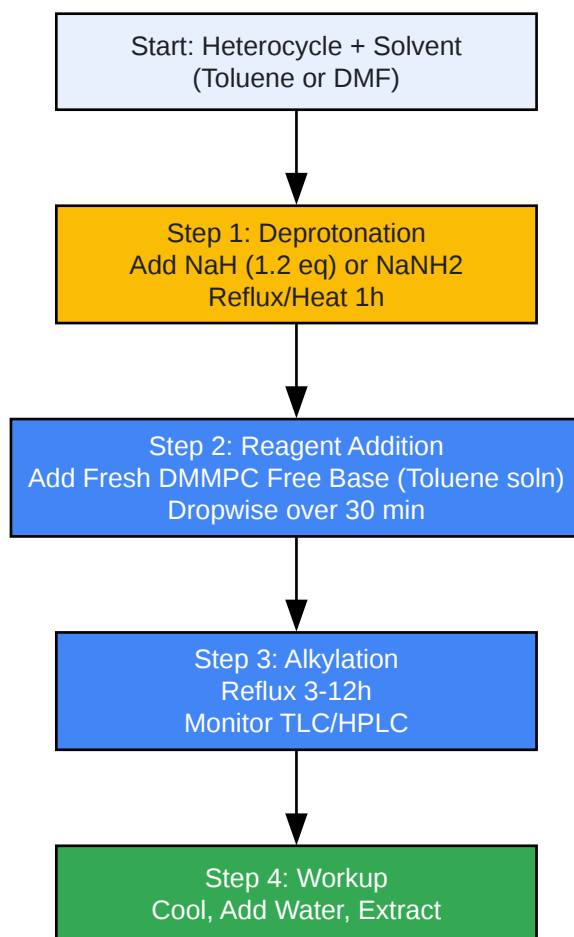 Start: Heterocycle + Solvent
(Toluene or DMF)
Step 1: Deprotonation
Add NaH (1.2 eq) or NaNH2
Reflux/Heat 1h
Step 2: Reagent Addition
Add Fresh DMMPC Free Base (Toluene soln)
Dropwise over 30 min
Step 3: Alkylation
Reflux 3-12h
Monitor TLC/HPLC
Step 4: Workup
Cool, Add Water, Extract